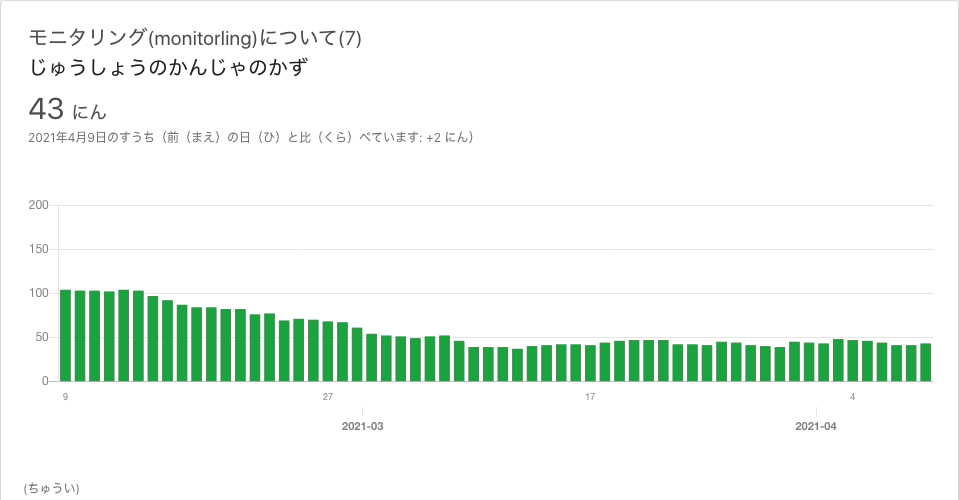 モニタリング(monitorling)について(7)
じゅうしょうのかんじゃのかず
43 にん
2021年4月9日のすうち（前（まえ）の日（ひ）と比（くら）べています: +2 にん）
200
150
100
50
0
9 27 17 4
2021-03 2021-04
(ちゅうい)